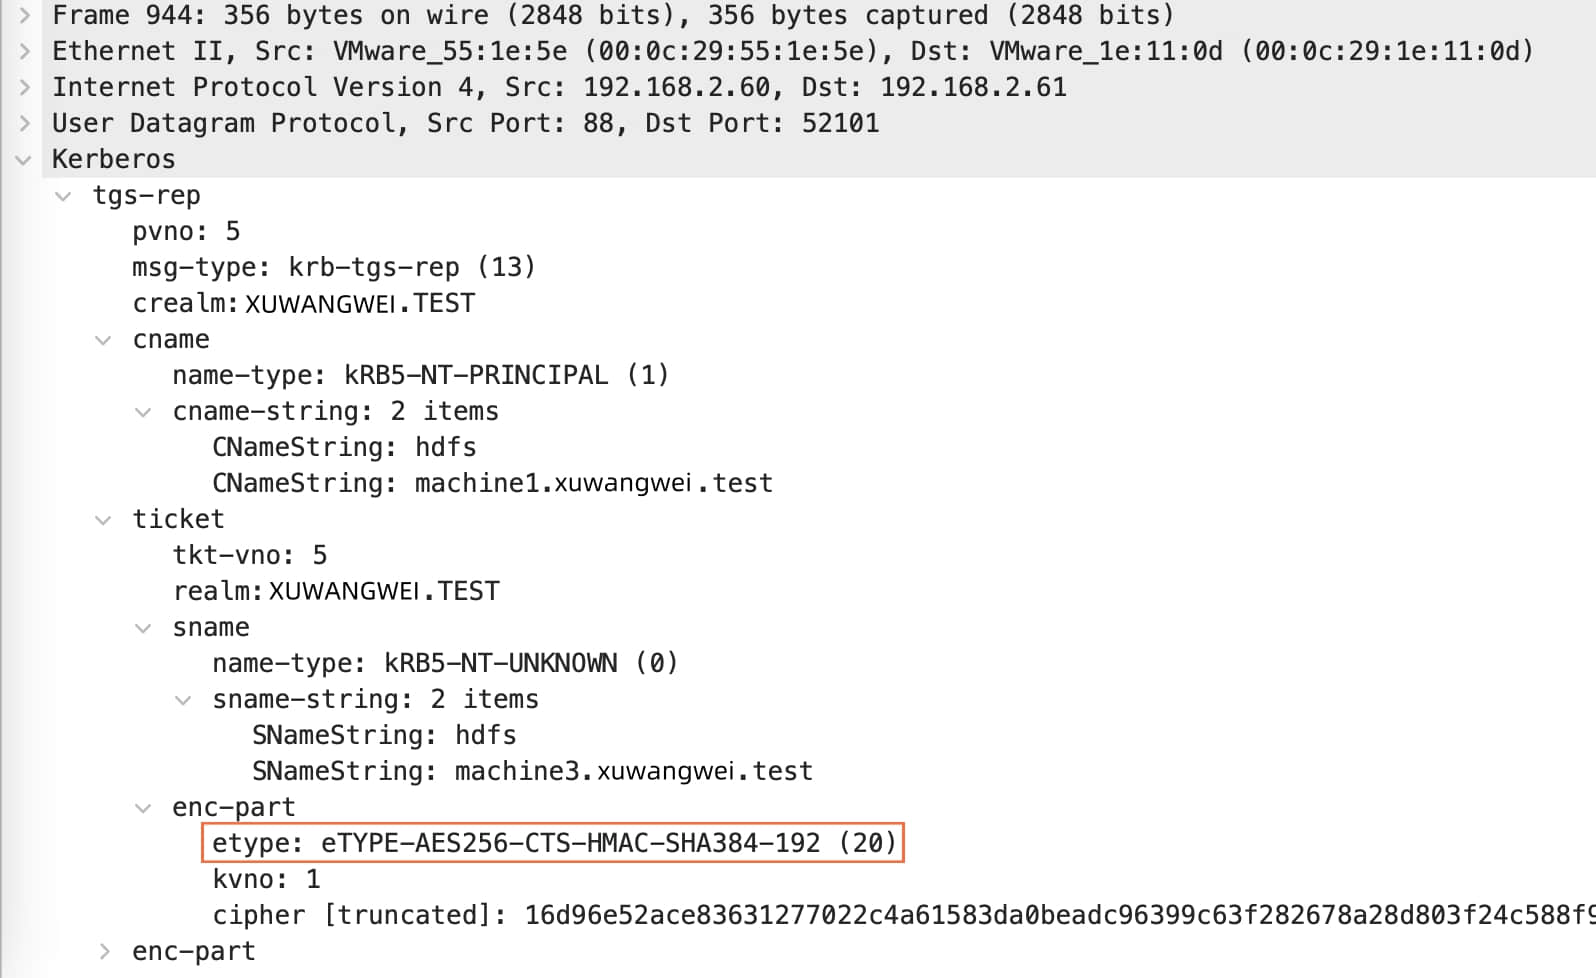 Frame 944: 356 bytes on wire (2848 bits), 356 bytes captured (2848 bits)
Ethernet II, Src: VMware_55:1e:5e (00:0c:29:55:1e:5e), Dst: VMware_1e:11:0d (00:0c:29:1e:11:0d)
Internet Protocol Version 4, Src: 192.168.2.60, Dst: 192.168.2.61
User Datagram Protocol, Src Port: 88, Dst Port: 52101
Kerberos
tgs-rep
pvno: 5
msg-type: krb-tgs-rep (13)
crealm: XUWANGWEI.TEST
cname
name-type: kRB5-NT-PRINCIPAL (1)
cname-string: 2 items
CNameString: hdfs
CNameString: machine1.xuwangwei.test
ticket
tkt-vno: 5
realm: XUWANGWEI.TEST
sname
name-type: kRB5-NT-UNKNOWN (0)
sname-string: 2 items
SNameString: hdfs
SNameString: machine3.xuwangwei.test
enc-part
etype: eTYPE-AES256-CTS-HMAC-SHA384-192 (20)
kvno: 1
cipher [truncated]: 16d96e52ace83631277022c4a61583da0beadc96399c63f282678a28d803f24c588f9
enc-part